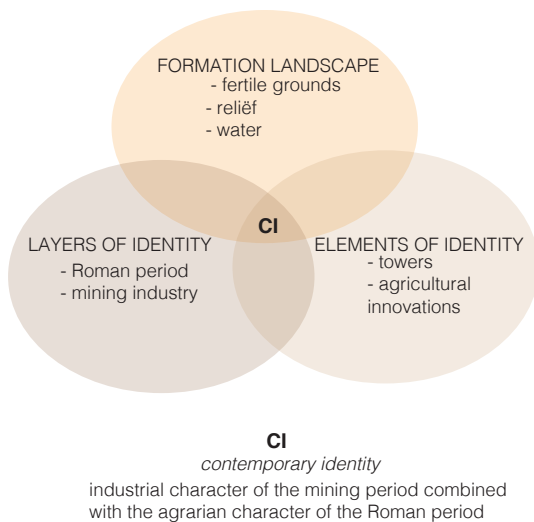 FORMATION LANDSCAPE
- fertile grounds
- reliëf
- water
CI
LAYERS OF IDENTITY
- Roman period
- mining industry
ELEMENTS OF IDENTITY
- towers
- agricultural
innovations
CI
contemporary identity
industrial character of the mining period combined
with the agrarian character of the Roman period